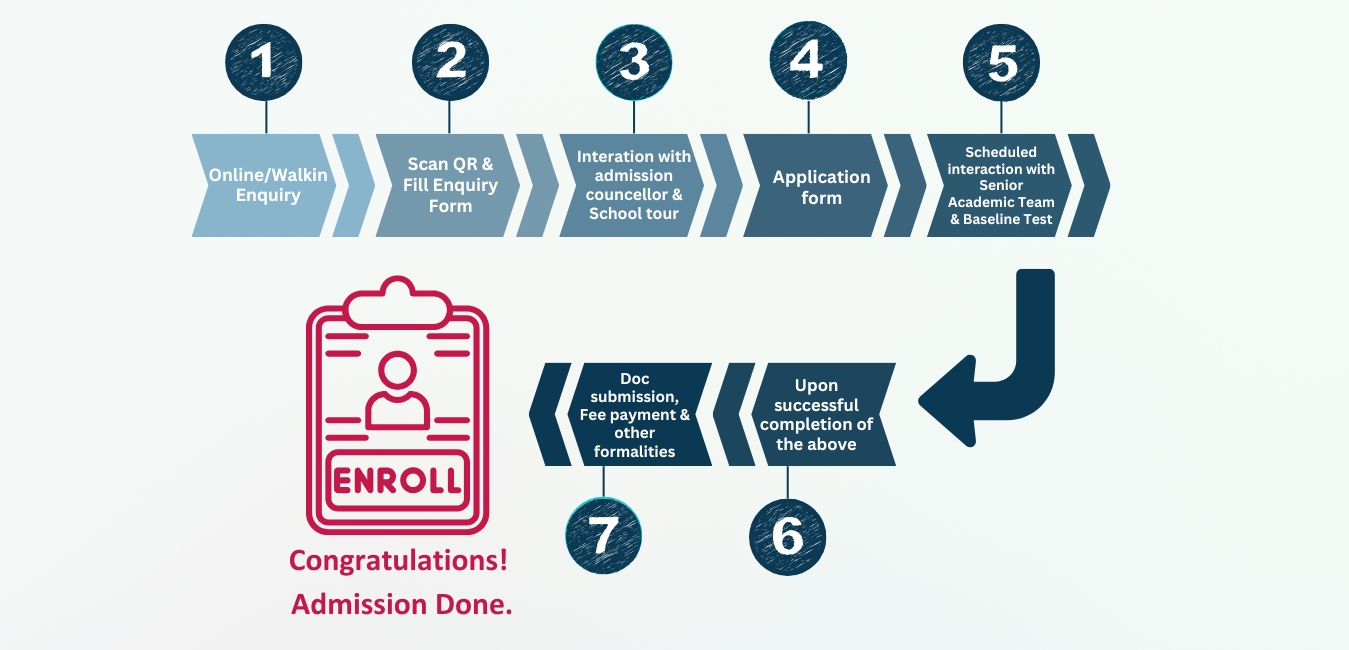 1
2
3
4
5
Online/Walkin
Enquiry
Scan QR &
Fill Enquiry
Form
Interation with
admission
councellor &
School tour
Application
form
Scheduled
interaction with
Senior
Academic Team
& Baseline Test
Upon
successful
completion of
the above
6
Doc
submission,
Fee payment &
other
formalities
7
ENROLL
Congratulations!
Admission Done.